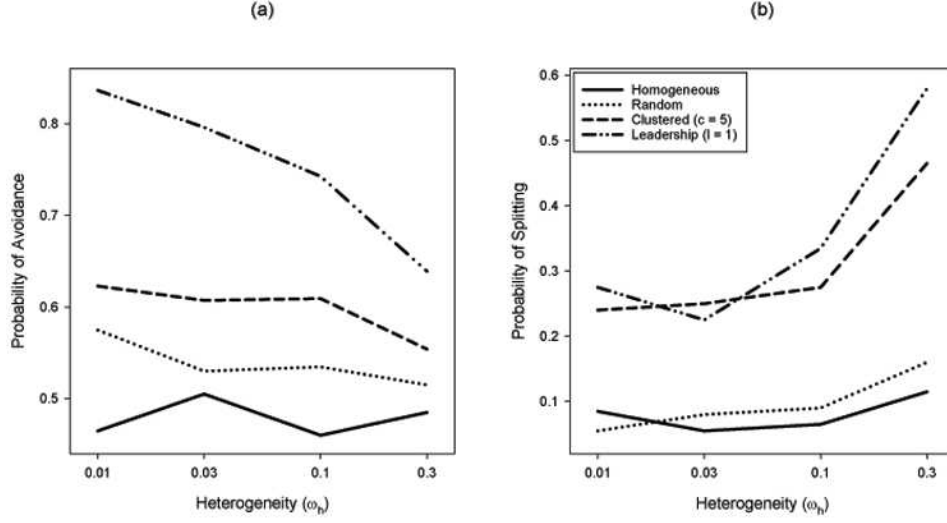 (a)
0.8
0.7
0.6
0.5
Probability of Avoidance
0.01 0.03 0.1 0.3
Heterogeneity (ωh)
(b)
0.6
0.5
0.4
0.3
0.2
0.1
Probability of Splitting
Homogeneous
Random
Clustered (c = 5)
Leadership (l = 1)
0.01 0.03 0.1 0.3
Heterogeneity (ωh)